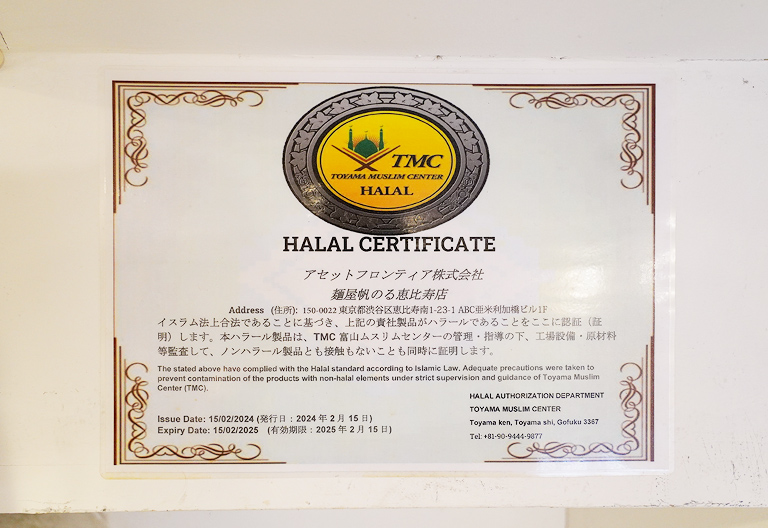 TMC
TOYAMA MUSLIM CENTER
HALAL
HALAL CERTIFICATE
アセットフロンティア株式会社
麺屋帆のる恵比寿店
Address (住所): 150-0022 東京都渋谷区恵比寿南1-23-1 ABC亜米利加橋ビル1F
イスラム法上合法であることに基づき、上記の貴社製品がハラールであることをここに認証（証
明）します。本ハラール製品は、TMC 富山ムスリムセンターの管理・指導の下、工場設備・原材料
等監査して、ノンハラール製品とも接触もないことも同時に証明します。
The stated above have complied with the Halal standard according to Islamic Law. Adequate precautions were taken to
prevent contamination of the products with non-halal elements under strict supervision and guidance of Toyama Muslim
Center (TMC).
HALAL AUTHORIZATION DEPARTMENT
TOYAMA MUSLIM CENTER
Toyama ken, Toyama shi, Gofuku 3367
Tel: +81-90-9444-9877
Issue Date: 15/02/2024 (発行日：2024 年 2 月 15 日)
Expiry Date: 15/02/2025 (有効期限：2025 年 2 月 15 日)